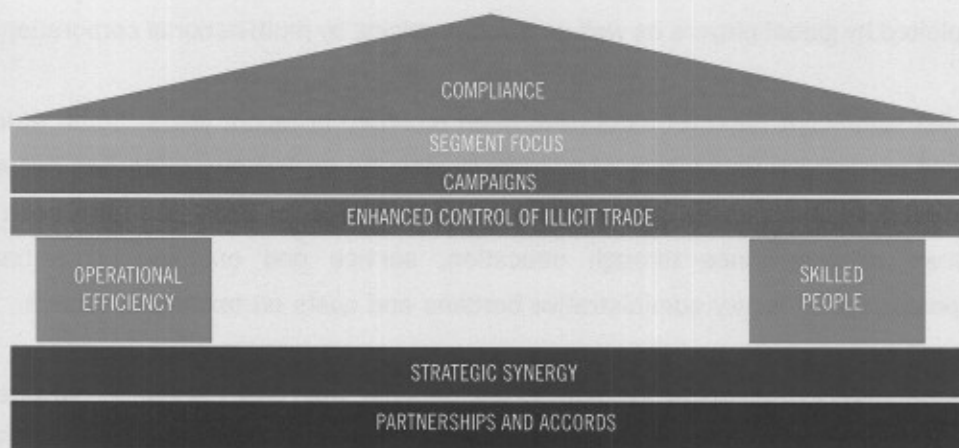 COMPLIANCE
SEGMENT FOCUS
CAMPAIGNS
ENHANCED CONTROL OF ILLICIT TRADE
OPERATIONAL
EFFICIENCY
SKILLED
PEOPLE
STRATEGIC SYNERGY
PARTNERSHIPS AND ACCORDS